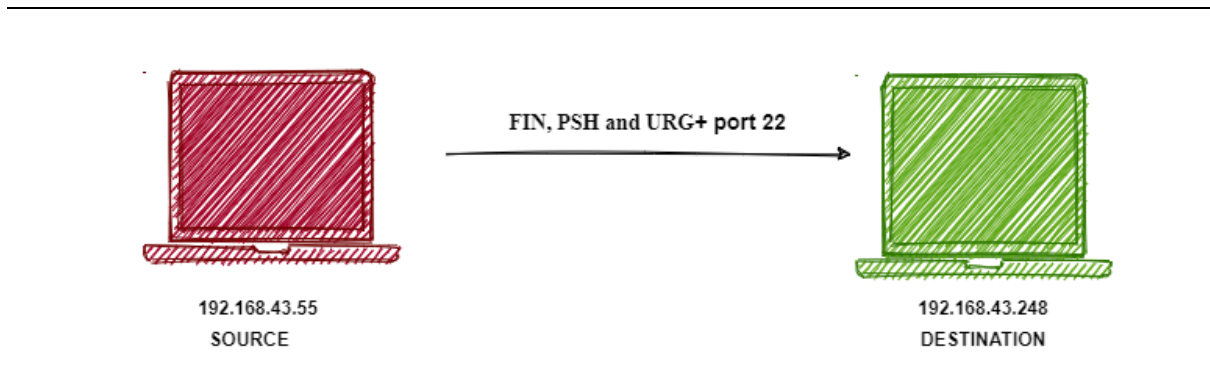 FIN, PSH and URG+ port 22
192.168.43.55
SOURCE
192.168.43.248
DESTINATION